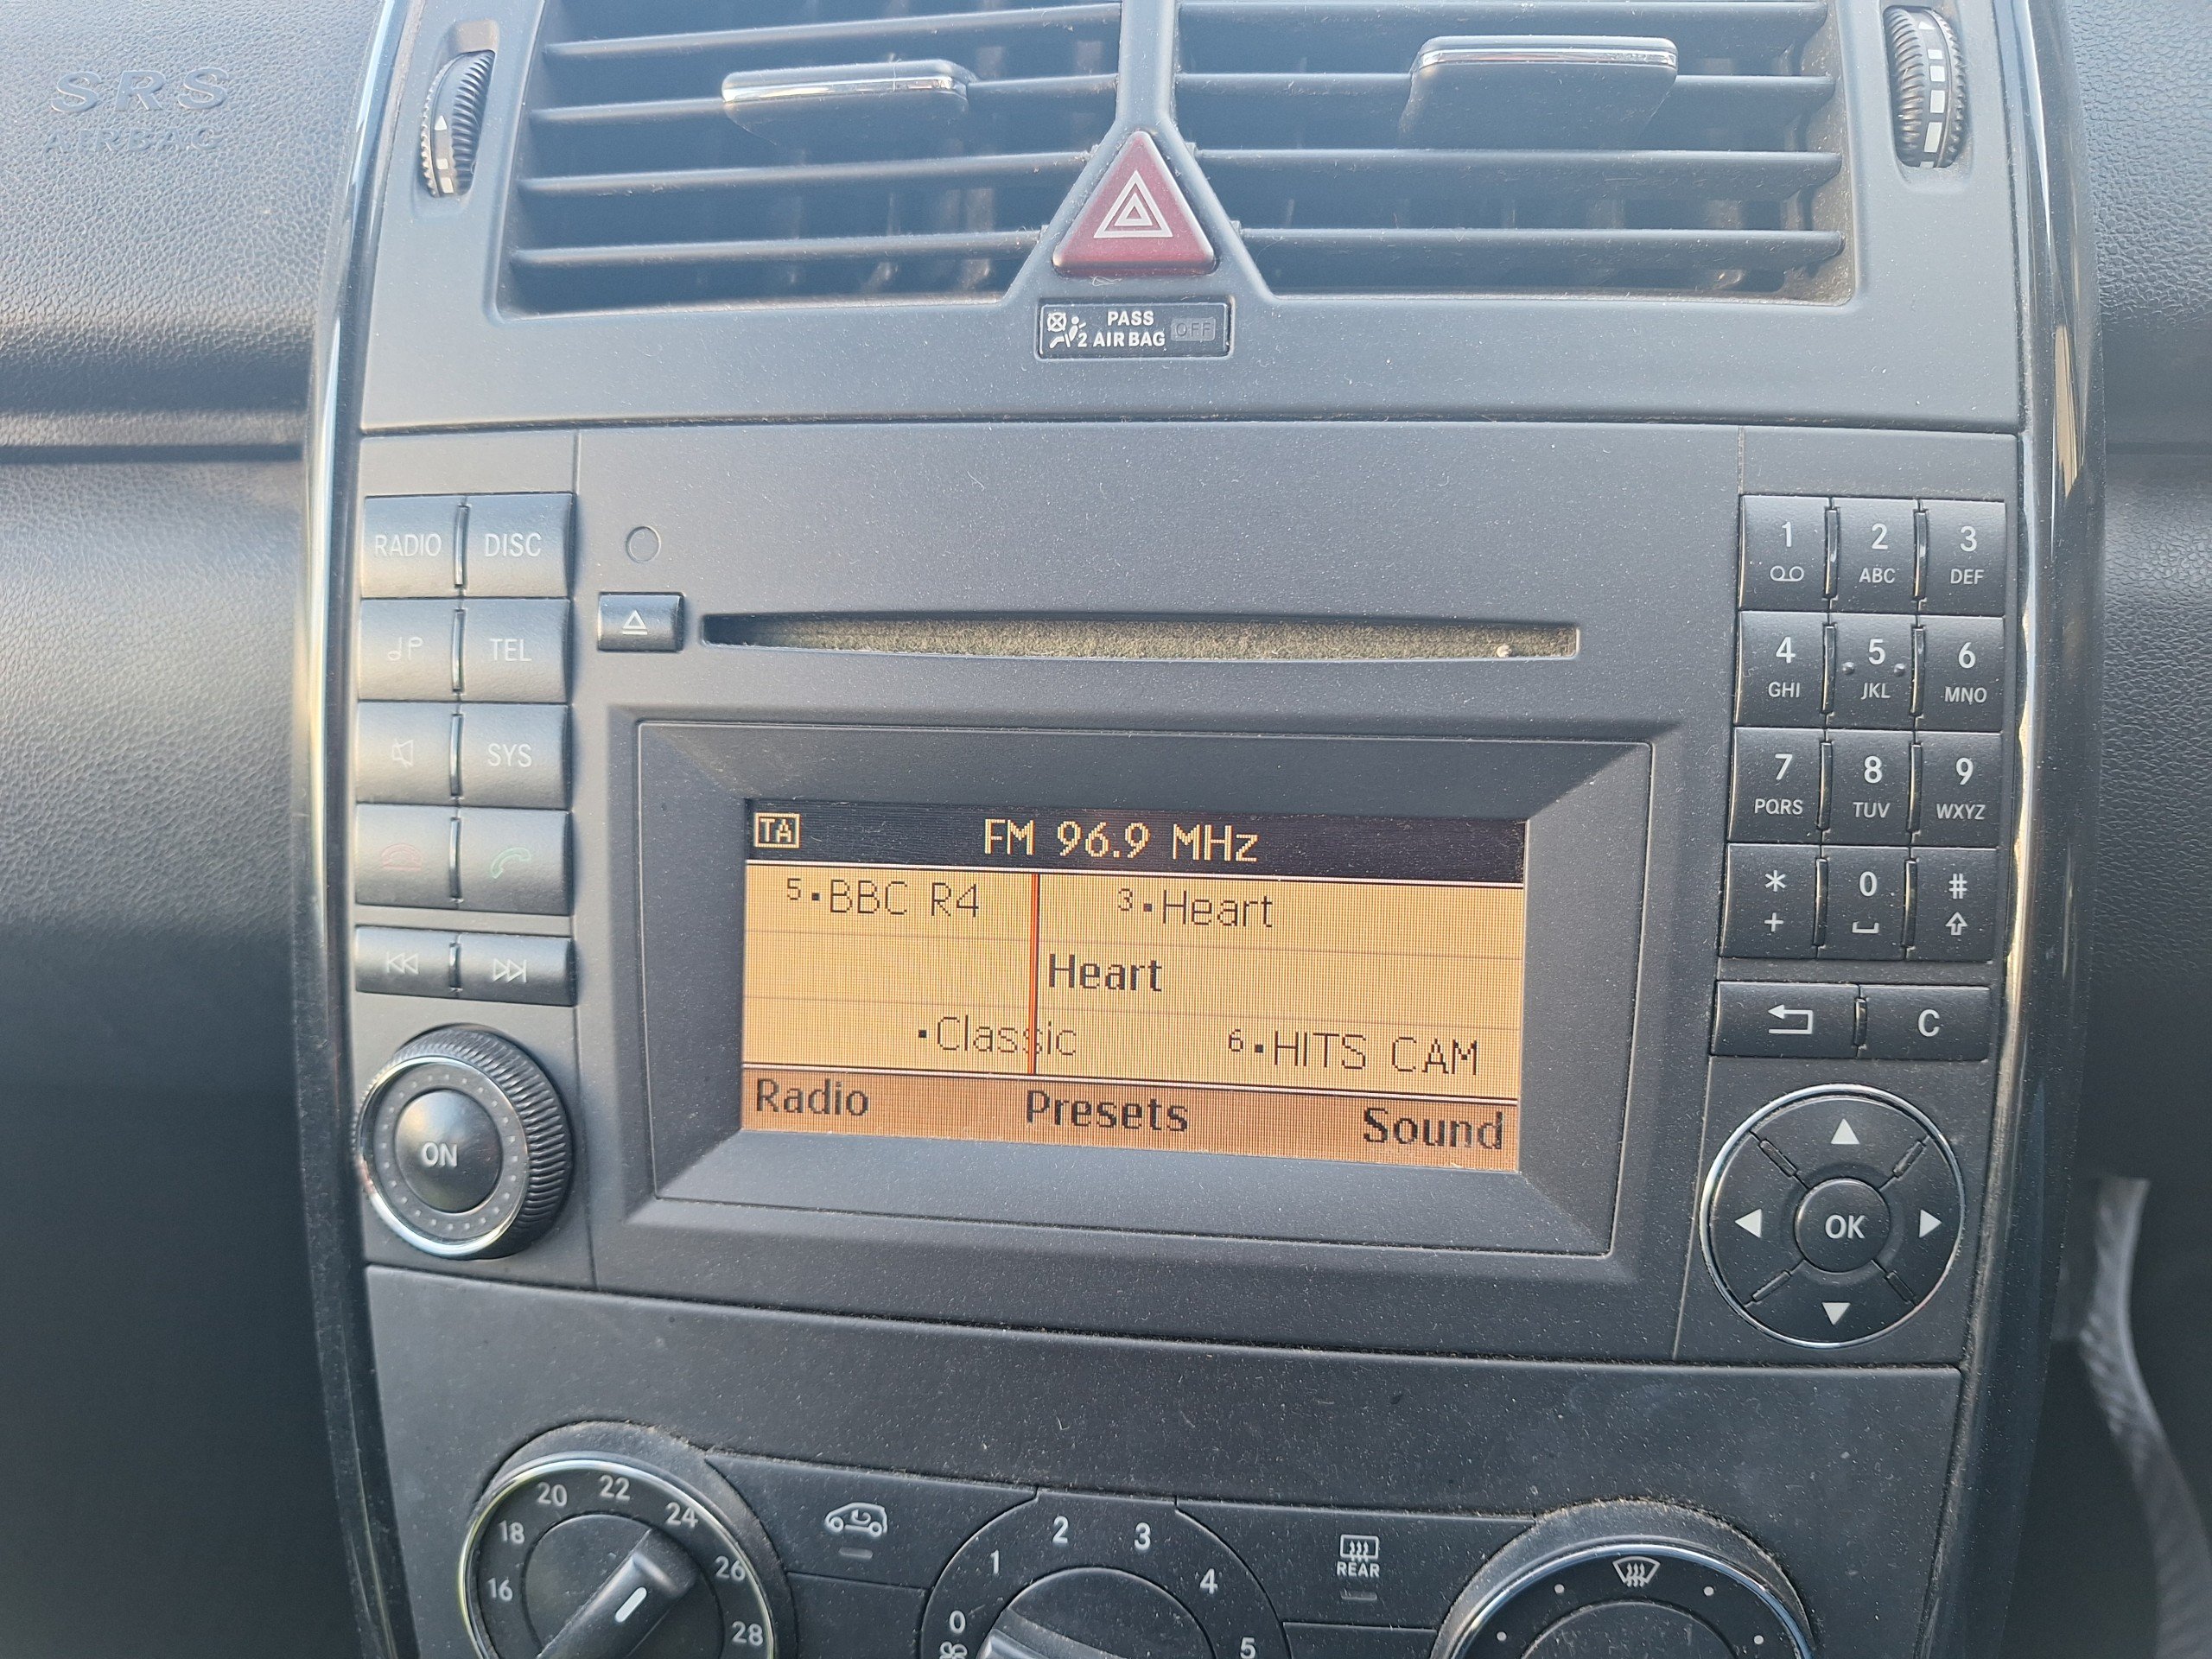 SRS
AIRBAG
PASS
2 AIRBAG OFF
RADIO DISC
TEL
SYS
1 2 3
ABC DEF
4 5 6
GHI JKL MNO
7 8 9
PQRS TUV WXYZ
* 0 #
+
C
TA FM 96.9 MHz
5 BBC R4 3 Heart
Heart
Classic 6 HITS CAM
Radio Presets Sound
ON
OK
16 18 20 22 24 26 28
0 1 2 3 4 5
REAR